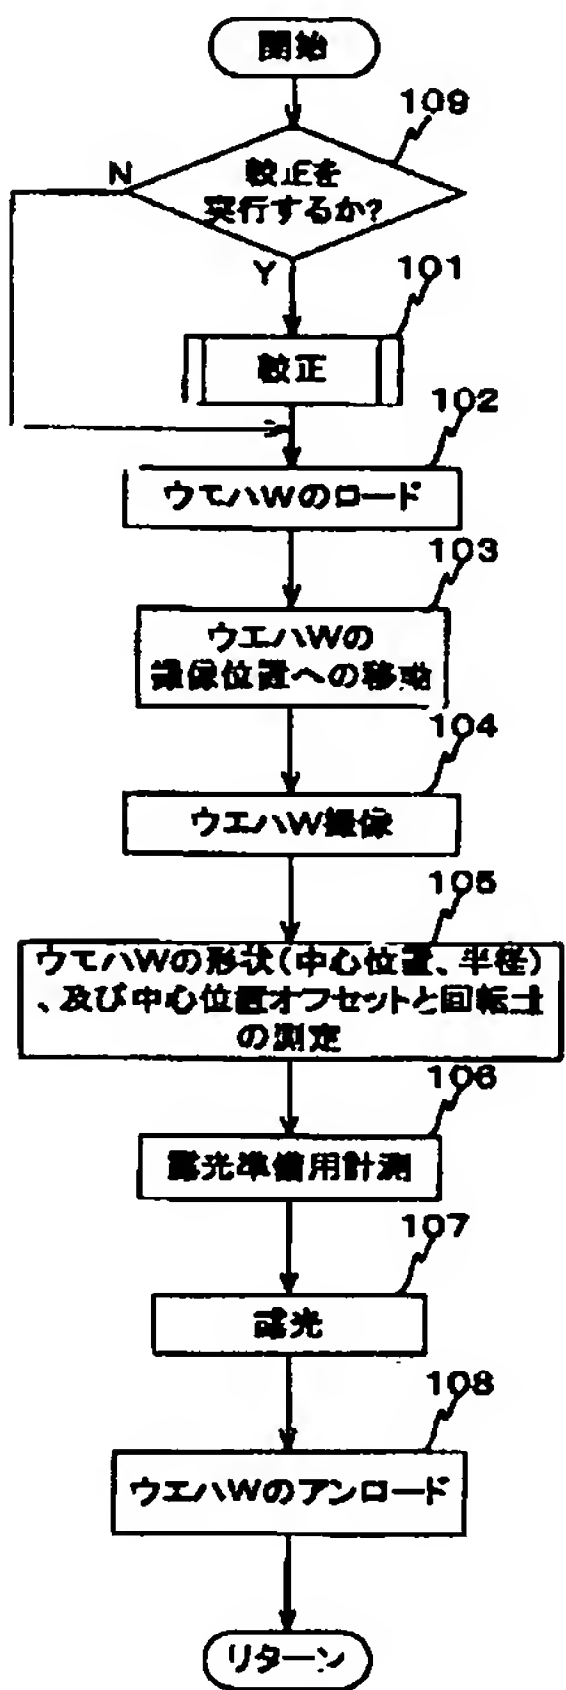 開始
109
較正を
実行するか?
N
Y
101
較正
102
ウエハWのロード
103
ウエハWの
撮像位置への移動
104
ウエハW撮像
105
ウエハWの形状(中心位置、半径)
、及び中心位置オフセットと回転量
の測定
106
露光準備用計測
107
露光
108
ウエハWのアンロード
リターン